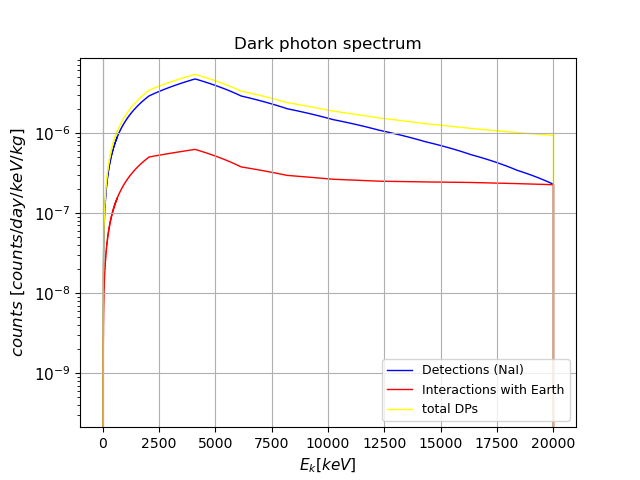 Dark photon spectrum
counts [counts/day/keV/kg]
10⁻⁶
10⁻⁷
10⁻⁸
10⁻⁹
Detections (NaI)
Interactions with Earth
total DPs
0 2500 5000 7500 10000 12500 15000 17500 20000
Eₖ[keV]